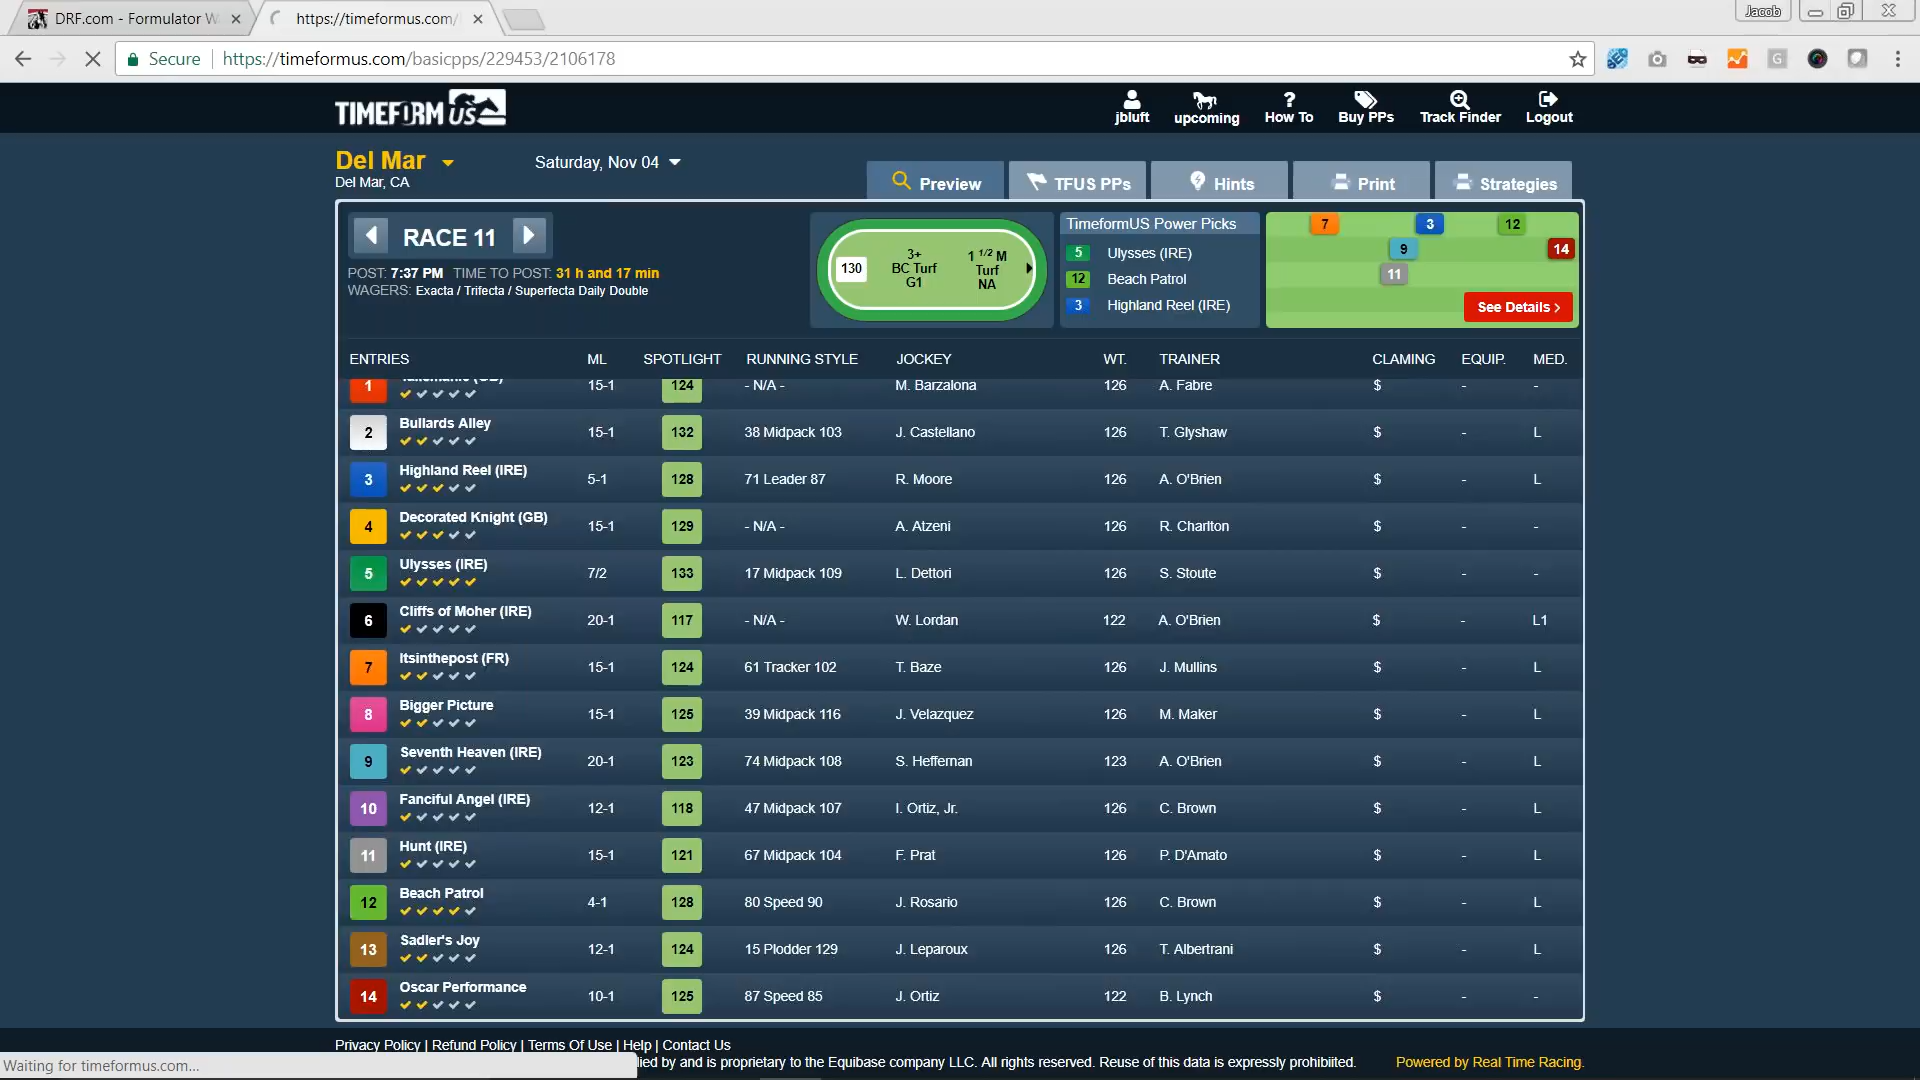 DRF.com - Formulator W
https://timeformus.com/
Jacob
Secure
https://timeformus.com/basicpps/229453/2106178
TIMEFORM US
jbluft
upcoming
How To
Buy PPs
Track Finder
Logout
Del Mar
Saturday, Nov 04
Del Mar, CA
Preview
TFUS PPs
Hints
Print
Strategies
RACE 11
POST: 7:37 PM TIME TO POST: 31 h and 17 min
WAGERS: Exacta / Trifecta / Superfecta Daily Double
130
3+
BC Turf
G1
1 1/2 M
Turf
NA
TimeformUS Power Picks
5 Ulysses (IRE)
12 Beach Patrol
3 Highland Reel (IRE)
7 3 12
9 14
11
See Details >
ENTRIES ML SPOTLIGHT RUNNING STYLE JOCKEY WT. TRAINER CLAMING EQUIP. MED.
1 15-1 124 - N/A - M. Barzalona 126 A. Fabre $ - -
2 Bullards Alley 15-1 132 38 Midpack 103 J. Castellano 126 T. Glyshaw $ - L
3 Highland Reel (IRE) 5-1 128 71 Leader 87 R. Moore 126 A. O'Brien $ - L
4 Decorated Knight (GB) 15-1 129 - N/A - A. Atzeni 126 R. Charlton $ - -
5 Ulysses (IRE) 7/2 133 17 Midpack 109 L. Dettori 126 S. Stoute $ - -
6 Cliffs of Moher (IRE) 20-1 117 - N/A - W. Lordan 122 A. O'Brien $ - L1
7 Itsinthepost (FR) 15-1 124 61 Tracker 102 T. Baze 126 J. Mullins $ - L
8 Bigger Picture 15-1 125 39 Midpack 116 J. Velazquez 126 M. Maker $ - L
9 Seventh Heaven (IRE) 20-1 123 74 Midpack 108 S. Heffernan 123 A. O'Brien $ - L
10 Fanciful Angel (IRE) 12-1 118 47 Midpack 107 I. Ortiz, Jr. 126 C. Brown $ - L
11 Hunt (IRE) 15-1 121 67 Midpack 104 F. Prat 126 P. D'Amato $ - L
12 Beach Patrol 4-1 128 80 Speed 90 J. Rosario 126 C. Brown $ - L
13 Sadler's Joy 12-1 124 15 Plodder 129 J. Leparoux 126 T. Albertrani $ - L
14 Oscar Performance 10-1 125 87 Speed 85 J. Ortiz 122 B. Lynch $ - -
Privacy Policy | Refund Policy | Terms Of Use | Help | Contact Us
lied by and is proprietary to the Equibase company LLC. All rights reserved. Reuse of this data is expressly prohibiited.
Powered by Real Time Racing.
Waiting for timeformus.com...